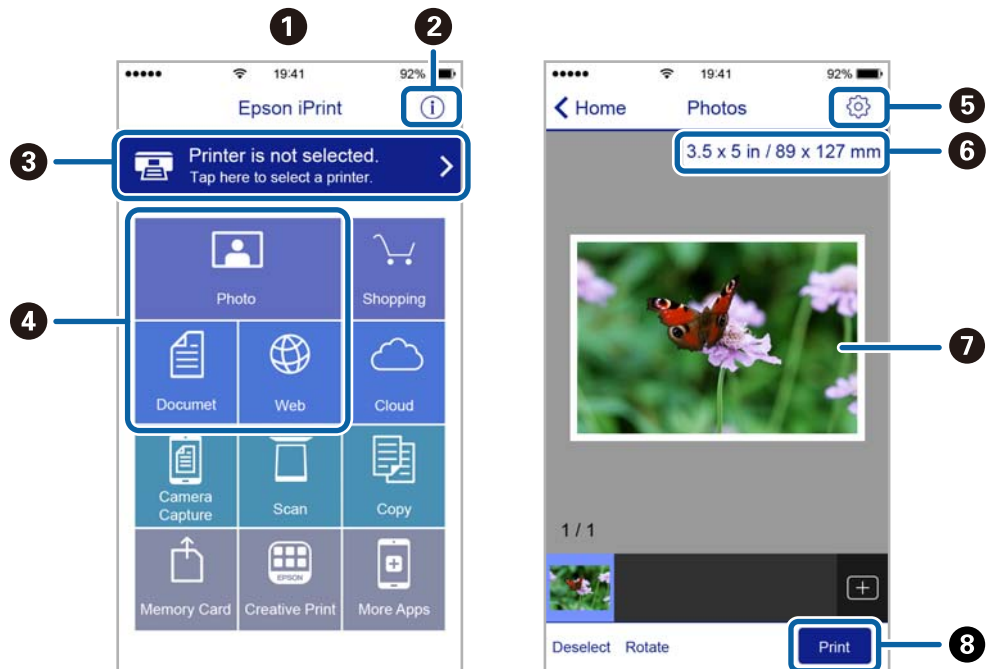 1
2
19:41
92%
Epson iPrint
3
Printer is not selected.
Tap here to select a printer.
4
Photo
Shopping
Documet
Web
Cloud
Camera
Capture
Scan
Copy
EPSON
Memory Card
Creative Print
More Apps
19:41
92%
Home
Photos
5
3.5 x 5 in / 89 x 127 mm
6
7
1 / 1
Deselect
Rotate
Print
8